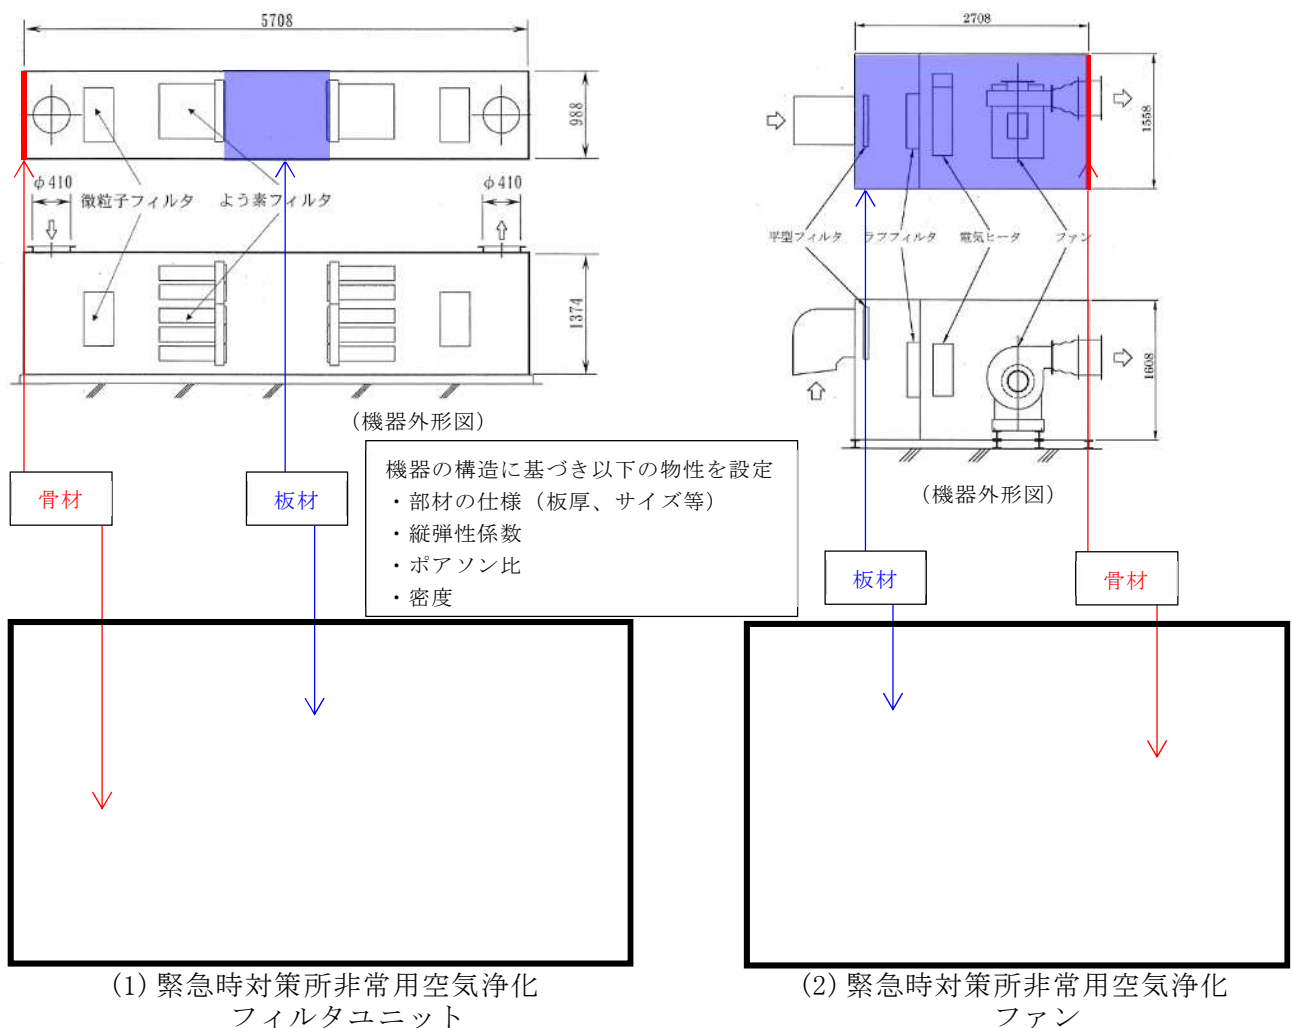 5708
988
φ410
φ410
微粒子フィルタ
よう素フィルタ
1374
(機器外形図)
2708
1558
平型フィルタ
ラフフィルタ
電気ヒータ
ファン
1608
(機器外形図)
機器の構造に基づき以下の物性を設定
・部材の仕様（板厚、サイズ等）
・縦弾性係数
・ポアソン比
・密度
骨材
板材
板材
骨材
(1) 緊急時対策所非常用空気浄化
フィルタユニット
(2) 緊急時対策所非常用空気浄化
ファン